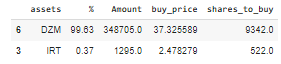 assets % Amount buy_price shares_to_buy
6 DZM 99.63 348705.0 37.325589 9342.0
3 IRT 0.37 1295.0 2.478279 522.0